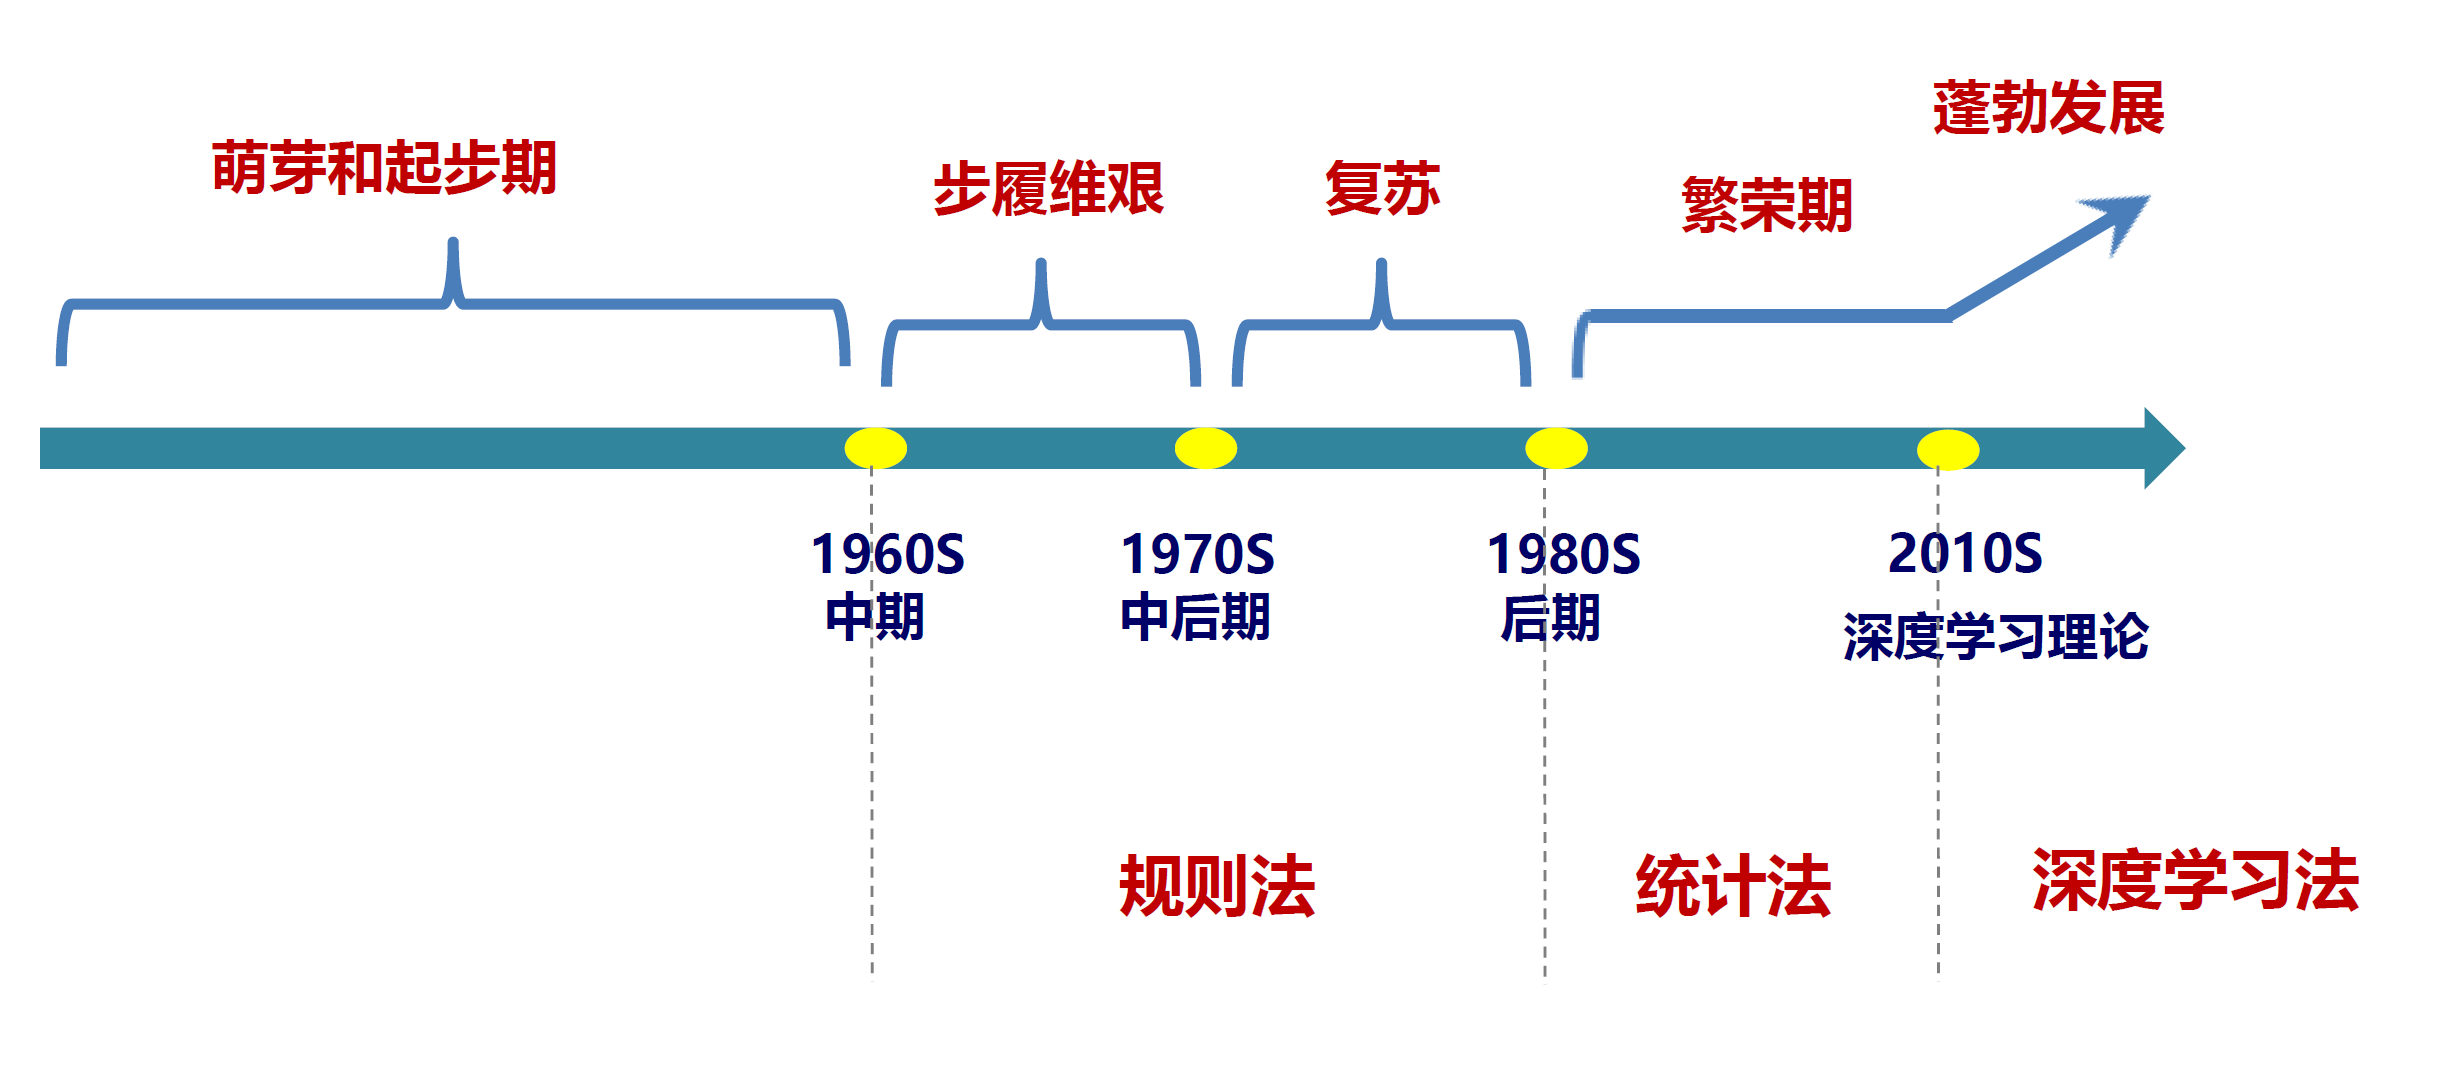 蓬勃发展
萌芽和起步期
步履维艰
复苏
繁荣期
1960S
中期
1970S
中后期
1980S
后期
2010S
深度学习理论
规则法
统计法
深度学习法